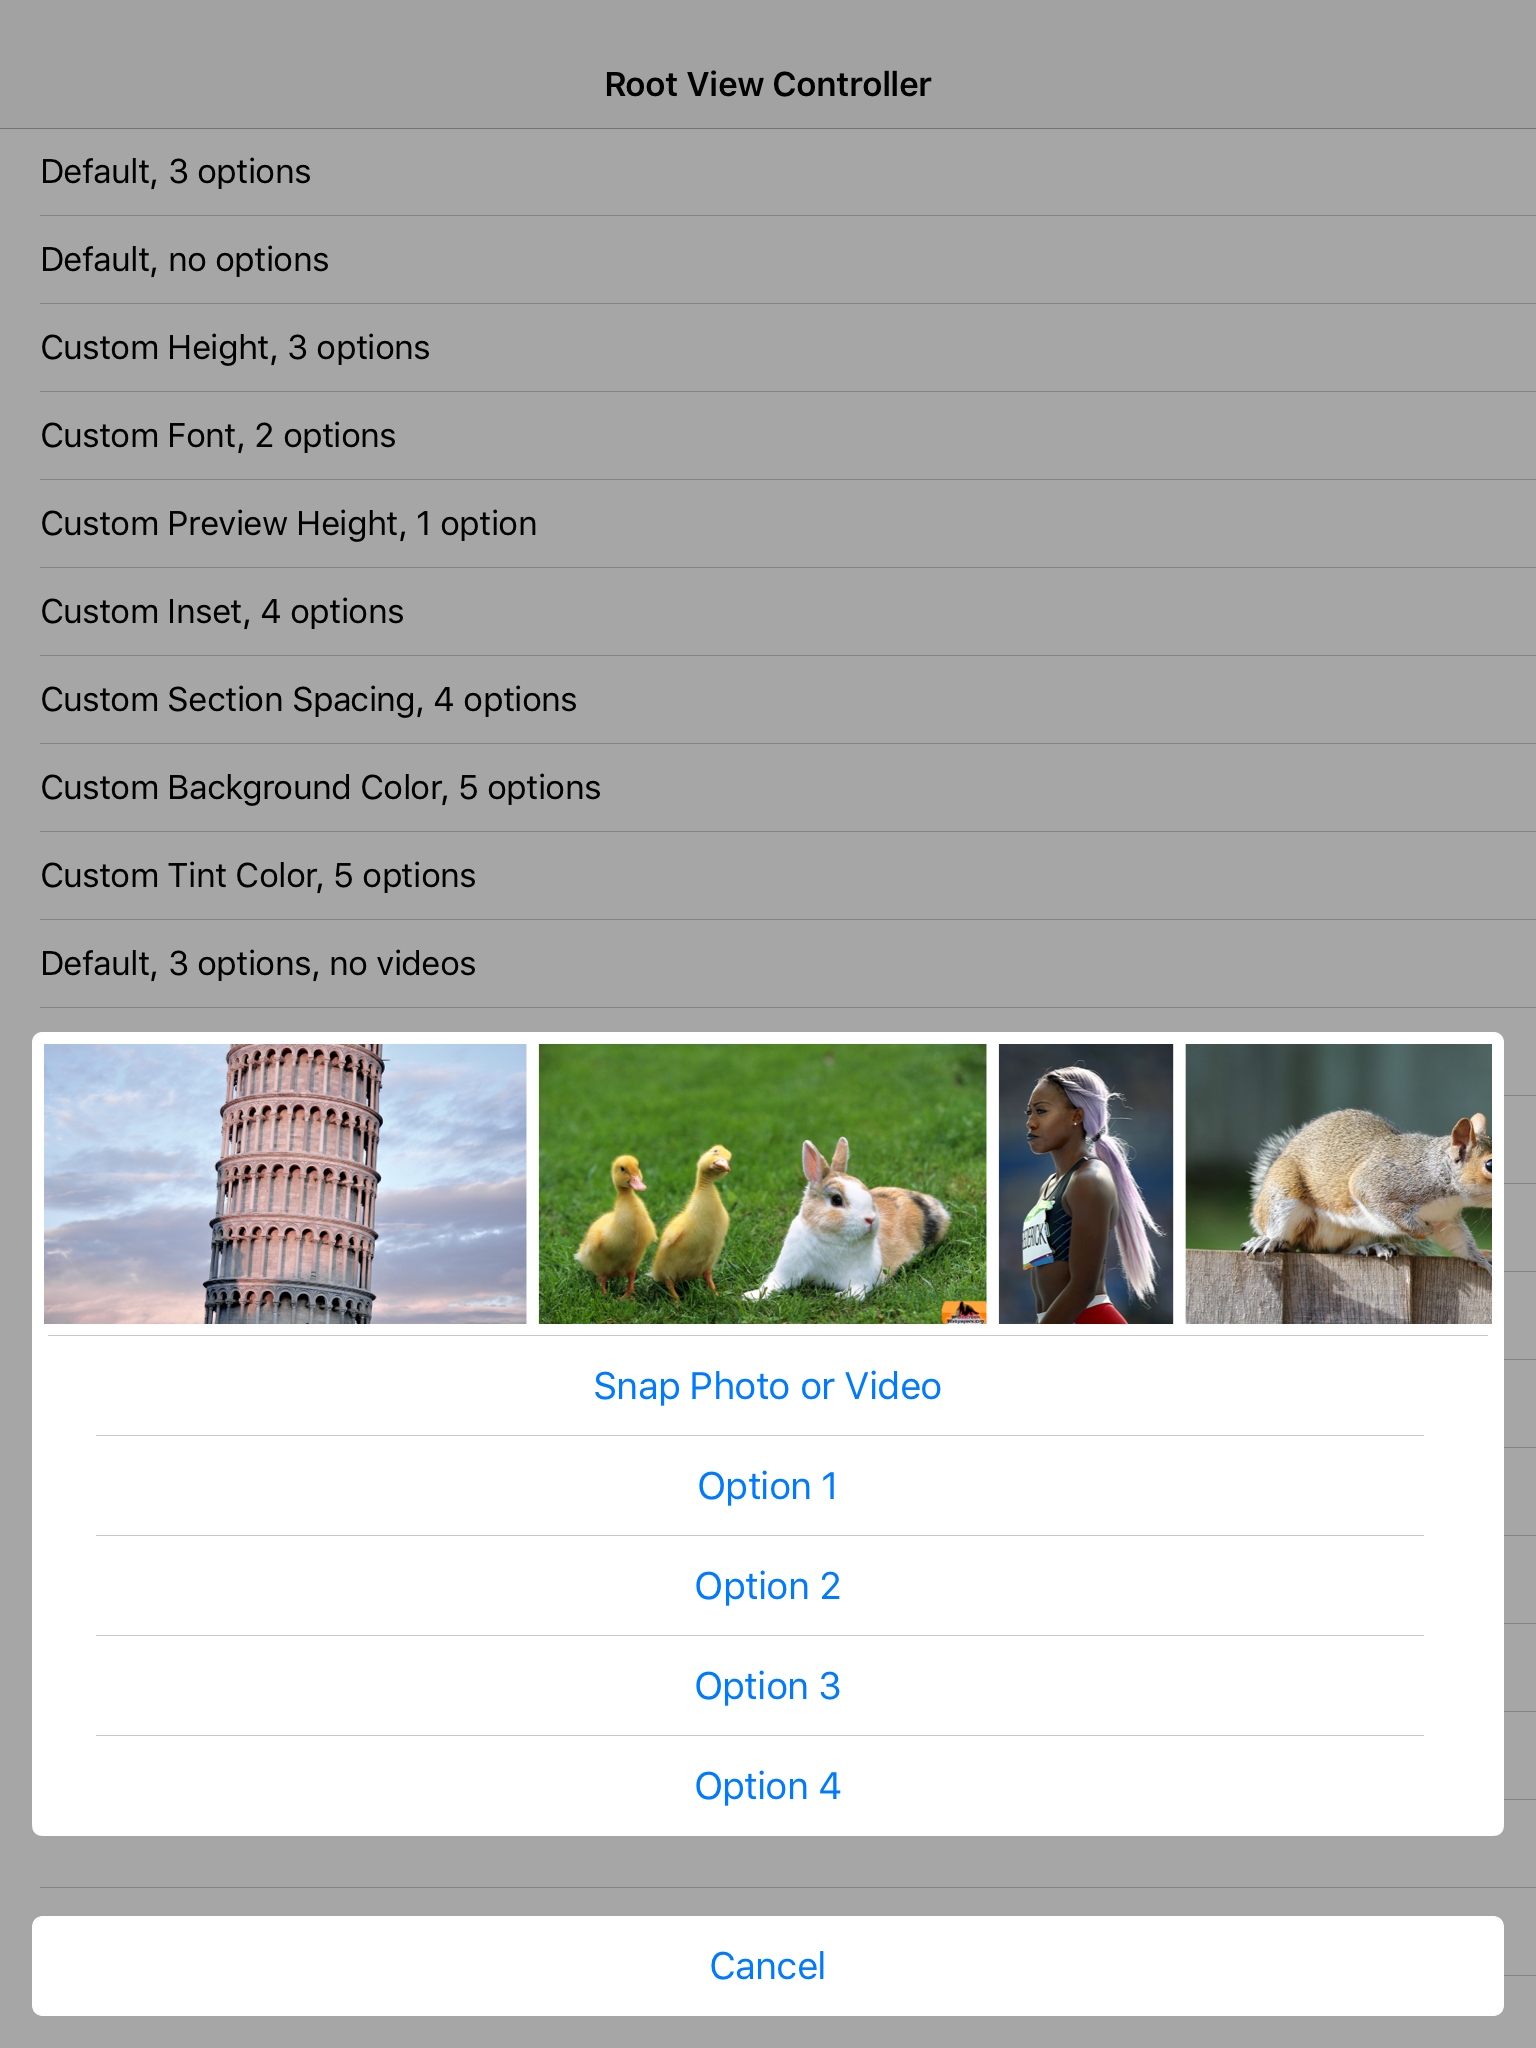 Root View Controller
Default, 3 options
Default, no options
Custom Height, 3 options
Custom Font, 2 options
Custom Preview Height, 1 option
Custom Inset, 4 options
Custom Section Spacing, 4 options
Custom Background Color, 5 options
Custom Tint Color, 5 options
Default, 3 options, no videos
Snap Photo or Video
Option 1
Option 2
Option 3
Option 4
Cancel